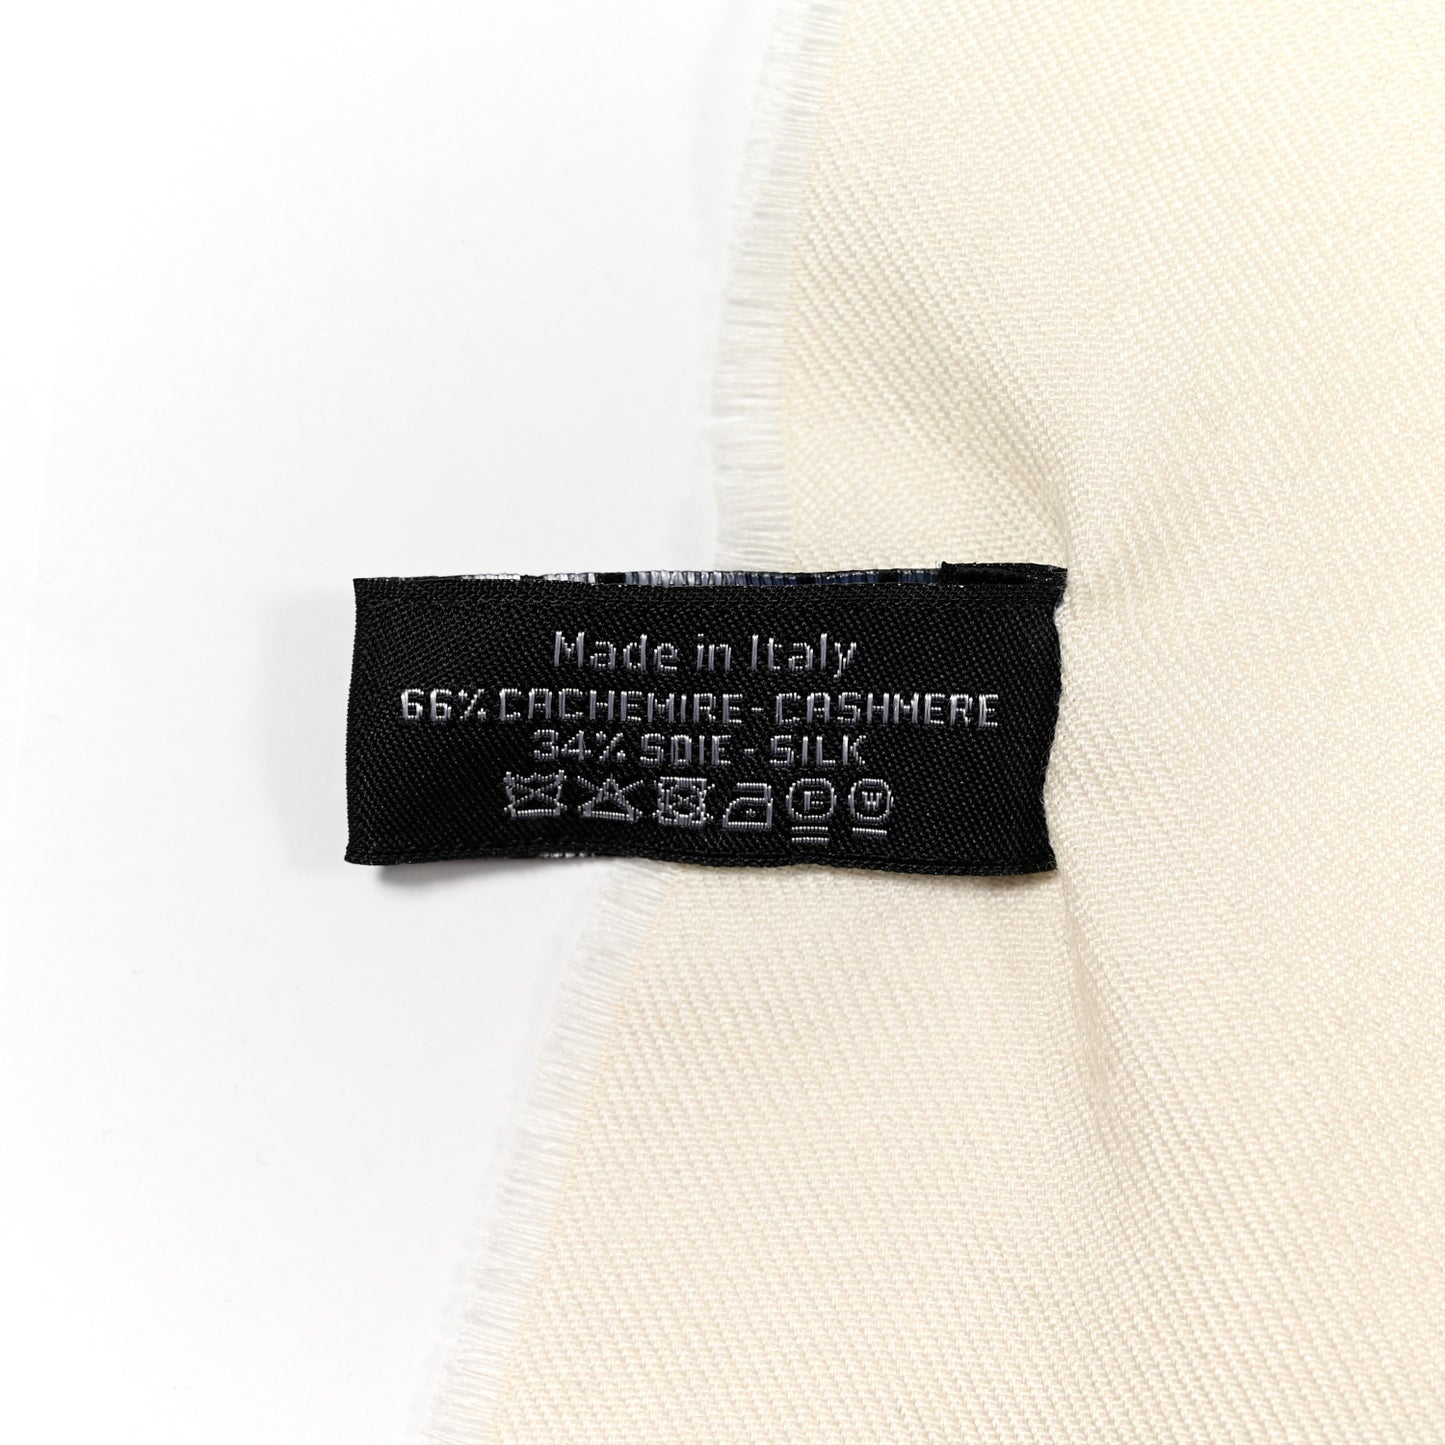 Made in Italy
66% CACHEMIRE - CASHMERE
34% SOIE - SILK